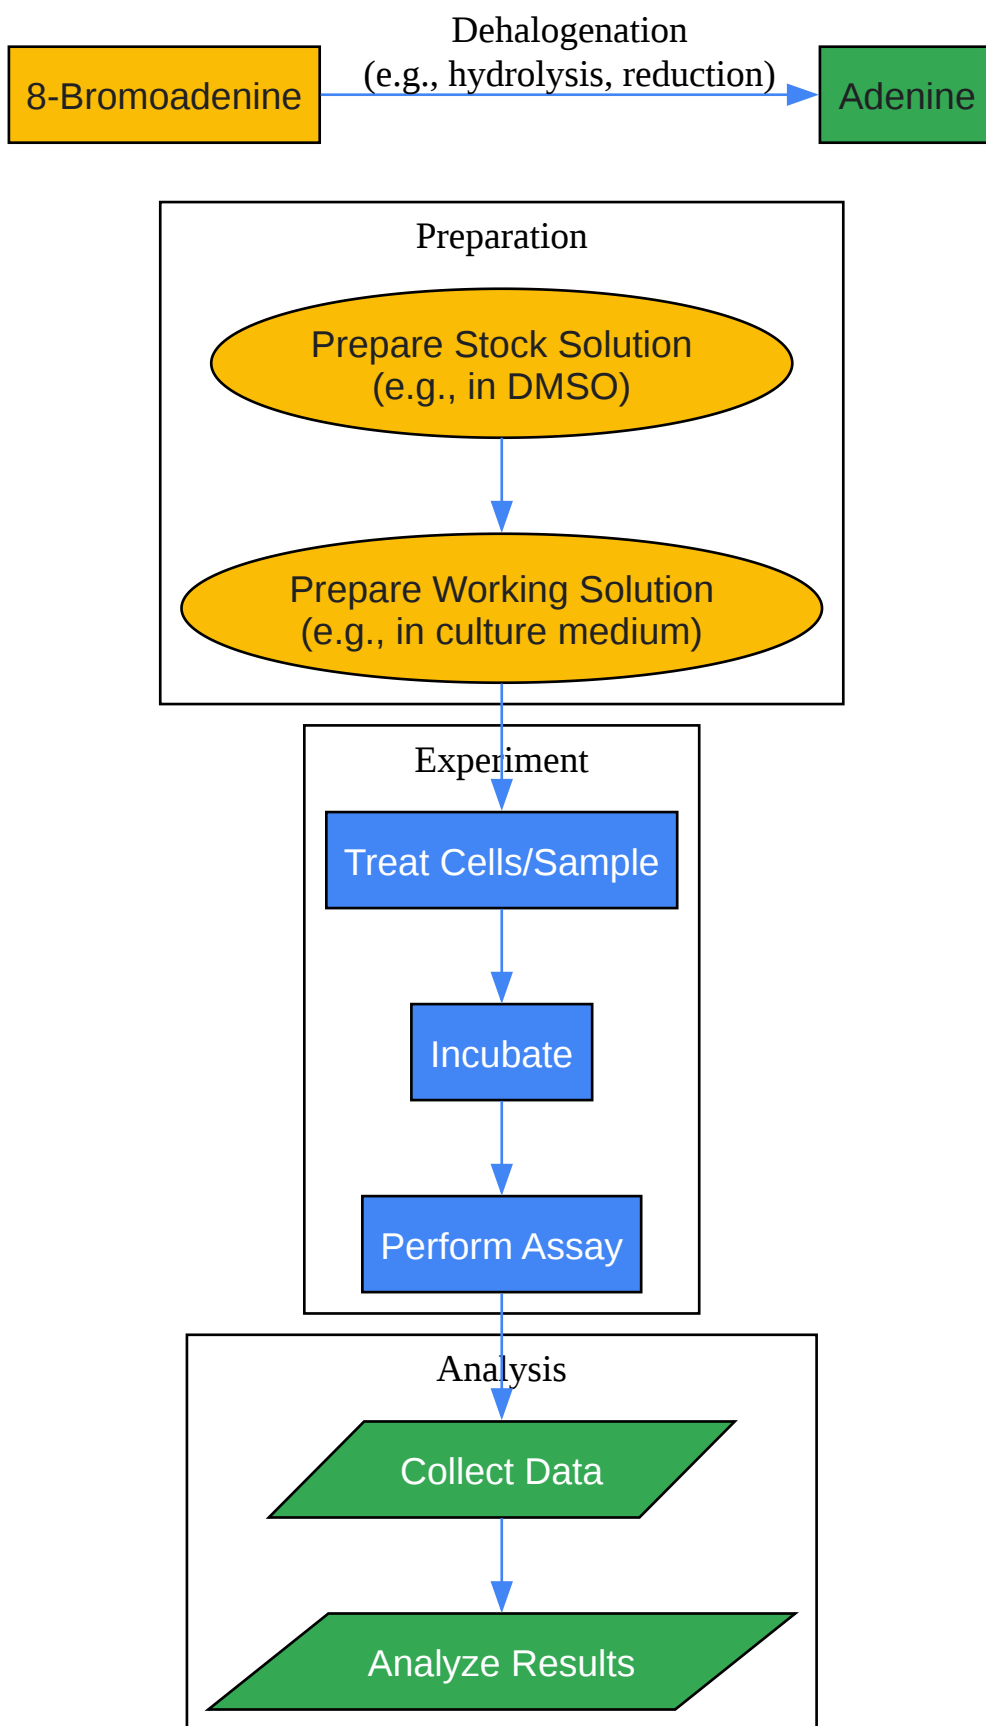 Dehalogenation
(e.g., hydrolysis, reduction)
8-Bromoadenine
Adenine
Preparation
Prepare Stock Solution
(e.g., in DMSO)
Prepare Working Solution
(e.g., in culture medium)
Experiment
Treat Cells/Sample
Incubate
Perform Assay
Analysis
Collect Data
Analyze Results